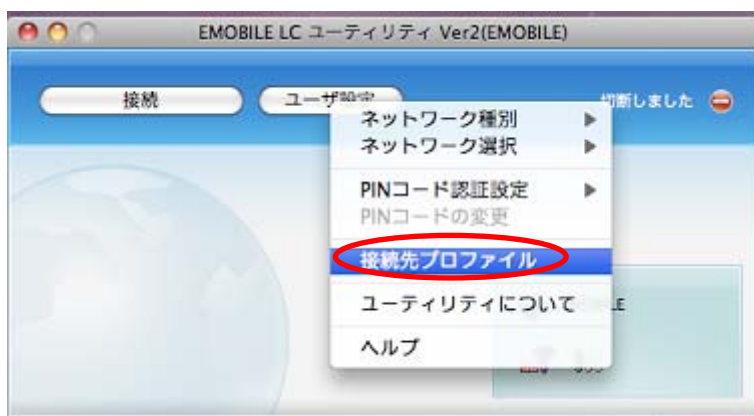 EMOBILE LC ユーティリティ Ver2(EMOBILE)
接続
ユーザ設定
切断しました
ネットワーク種別
ネットワーク選択
PINコード認証設定
PINコードの変更
接続先プロファイル
ユーティリティについて
ヘルプ